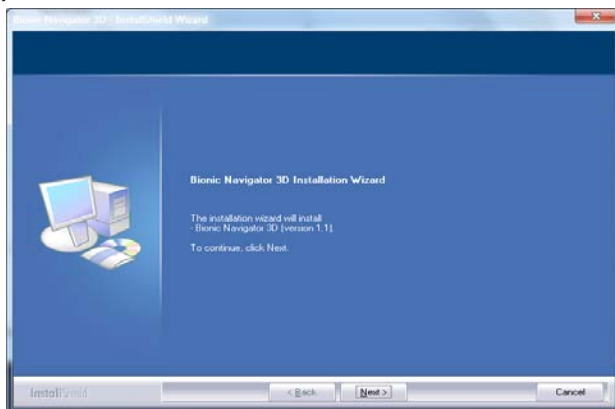 Bionic Navigator 3D - InstallShield Wizard
Bionic Navigator 3D Installation Wizard
The installation wizard will install
- Bionic Navigator 3D (version 1.1)
To continue, click Next.
InstallShield
< Back
Next >
Cancel